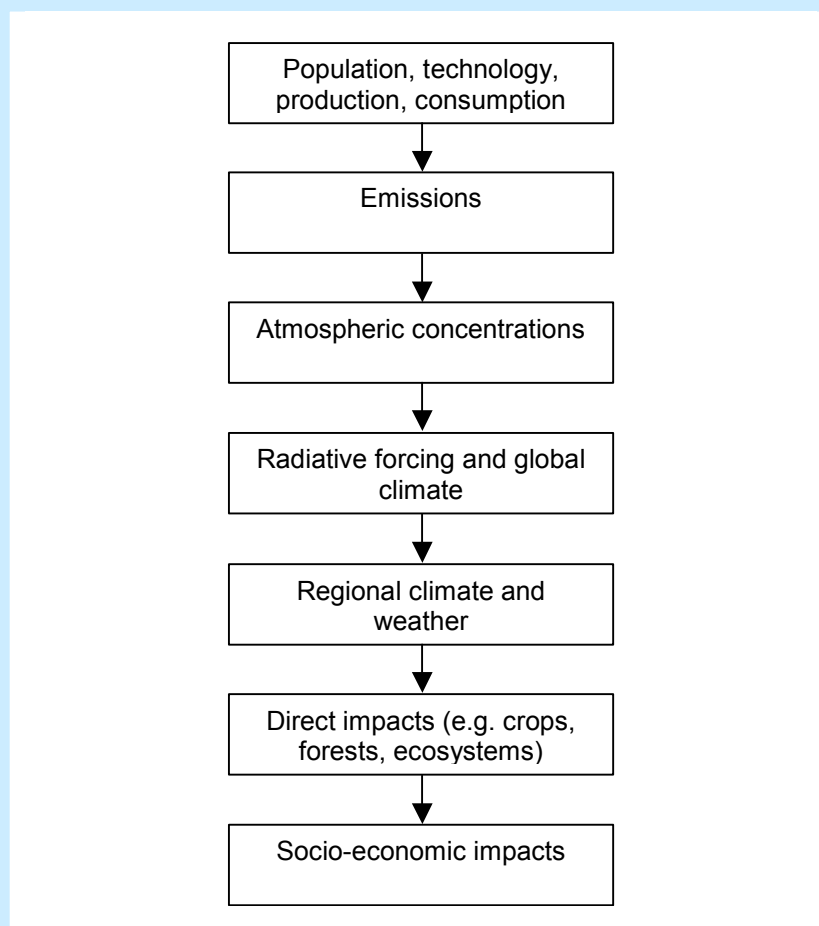 Population, technology,
production, consumption
Emissions
Atmospheric concentrations
Radiative forcing and global
climate
Regional climate and
weather
Direct impacts (e.g. crops,
forests, ecosystems)
Socio-economic impacts